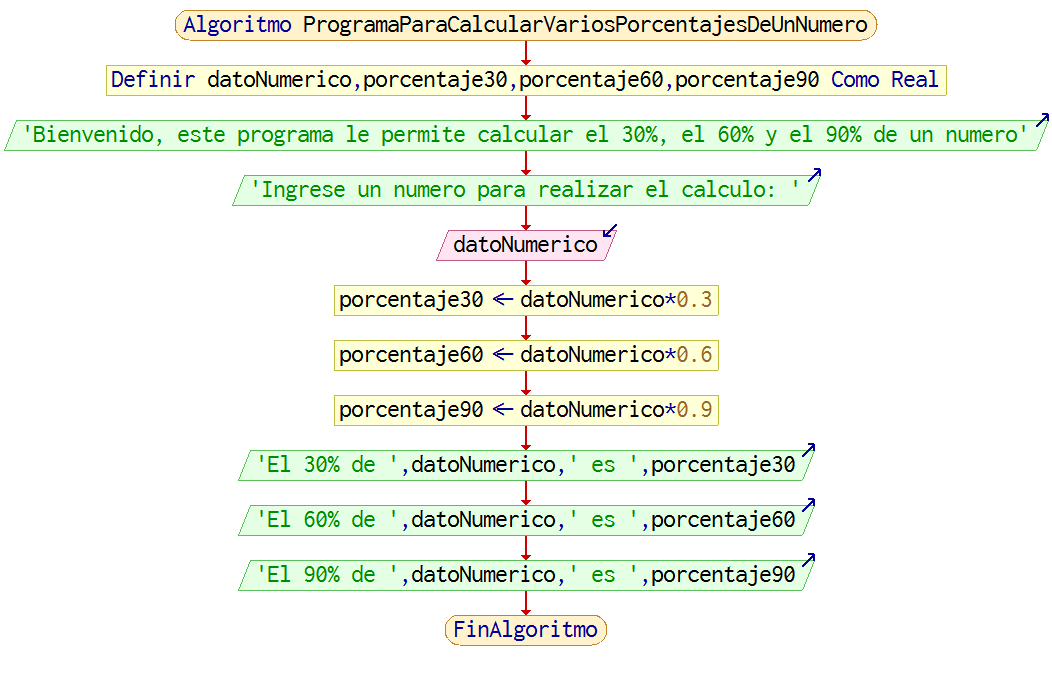 Algoritmo ProgramaParaCalcularVariosPorcentajesDeUnNumero
Definir datoNumerico,porcentaje30,porcentaje60,porcentaje90 Como Real
'Bienvenido, este programa le permite calcular el 30%, el 60% y el 90% de un numero'
'Ingrese un numero para realizar el calculo: '
datoNumerico
porcentaje30 ← datoNumerico*0.3
porcentaje60 ← datoNumerico*0.6
porcentaje90 ← datoNumerico*0.9
'El 30% de ',datoNumerico,' es ',porcentaje30
'El 60% de ',datoNumerico,' es ',porcentaje60
'El 90% de ',datoNumerico,' es ',porcentaje90
FinAlgoritmo